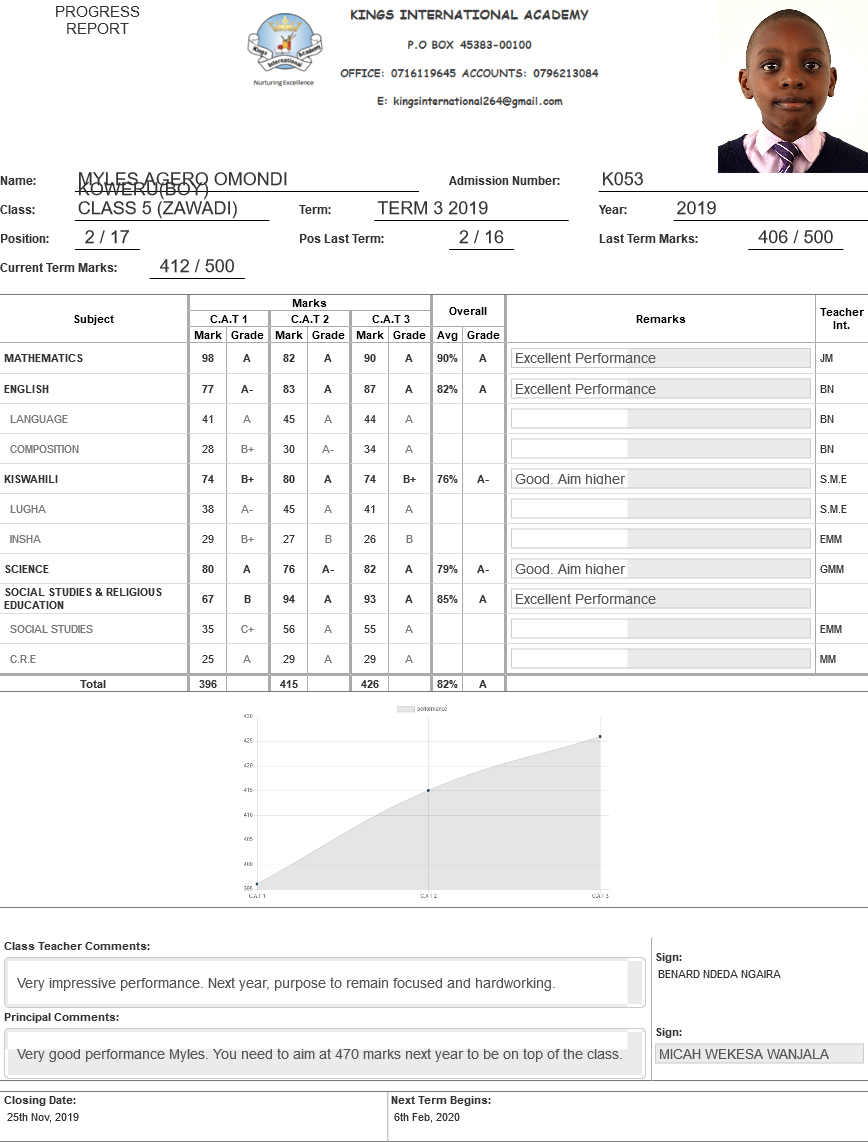 PROGRESS
REPORT
KINGS INTERNATIONAL ACADEMY
P.O BOX 45383-00100
OFFICE: 0716119645 ACCOUNTS: 0796213084
E: kingsinternational264@gmail.com
Kings International Academy
Nurturing Excellence
Name: MYLES AGERO OMONDI
KOWERU(BOY)
Admission Number: K053
Class: CLASS 5 (ZAWADI) Term: TERM 3 2019 Year: 2019
Position: 2 / 17 Pos Last Term: 2 / 16 Last Term Marks: 406 / 500
Current Term Marks: 412 / 500
Subject Marks Overall Remarks Teacher Int.
C.A.T 1 C.A.T 2 C.A.T 3
Mark Grade Mark Grade Mark Grade Avg Grade
MATHEMATICS 98 A 82 A 90 A 90% A Excellent Performance JM
ENGLISH 77 A- 83 A 87 A 82% A Excellent Performance BN
LANGUAGE 41 A 45 A 44 A BN
COMPOSITION 28 B+ 30 A- 34 A BN
KISWAHILI 74 B+ 80 A 74 B+ 76% A- Good. Aim higher S.M.E
LUGHA 38 A- 45 A 41 A S.M.E
INSHA 29 B+ 27 B 26 B EMM
SCIENCE 80 A 76 A- 82 A 79% A- Good. Aim higher GMM
SOCIAL STUDIES & RELIGIOUS
EDUCATION 67 B 94 A 93 A 85% A Excellent Performance
SOCIAL STUDIES 35 C+ 56 A 55 A EMM
C.R.E 25 A 29 A 29 A MM
Total 396 415 426 82% A
performance
430
425
420
415
410
405
400
395
C.A.T 1 C.A.T 2 C.A.T 3
Class Teacher Comments:
Very impressive performance. Next year, purpose to remain focused and hardworking.
Sign:
BENARD NDEDA NGAIRA
Principal Comments:
Very good performance Myles. You need to aim at 470 marks next year to be on top of the class.
Sign:
MICAH WEKESA WANJALA
Closing Date: Next Term Begins:
25th Nov, 2019 6th Feb, 2020